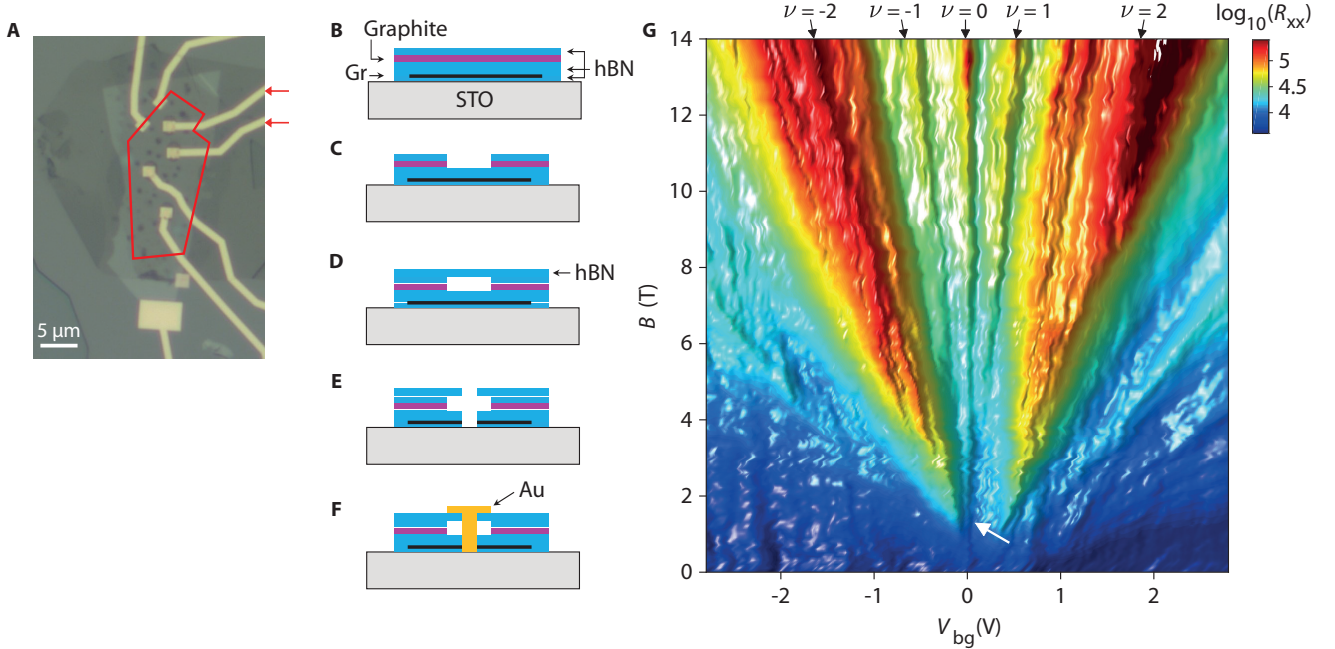 A
5 μm
B
Graphite
Gr
hBN
STO
C
D
hBN
E
F
Au
G
ν = -2
ν = -1
ν = 0
ν = 1
ν = 2
log10(Rxx)
5
4.5
4
14
12
10
8
6
4
2
0
B (T)
-2
-1
0
1
2
Vbg(V)